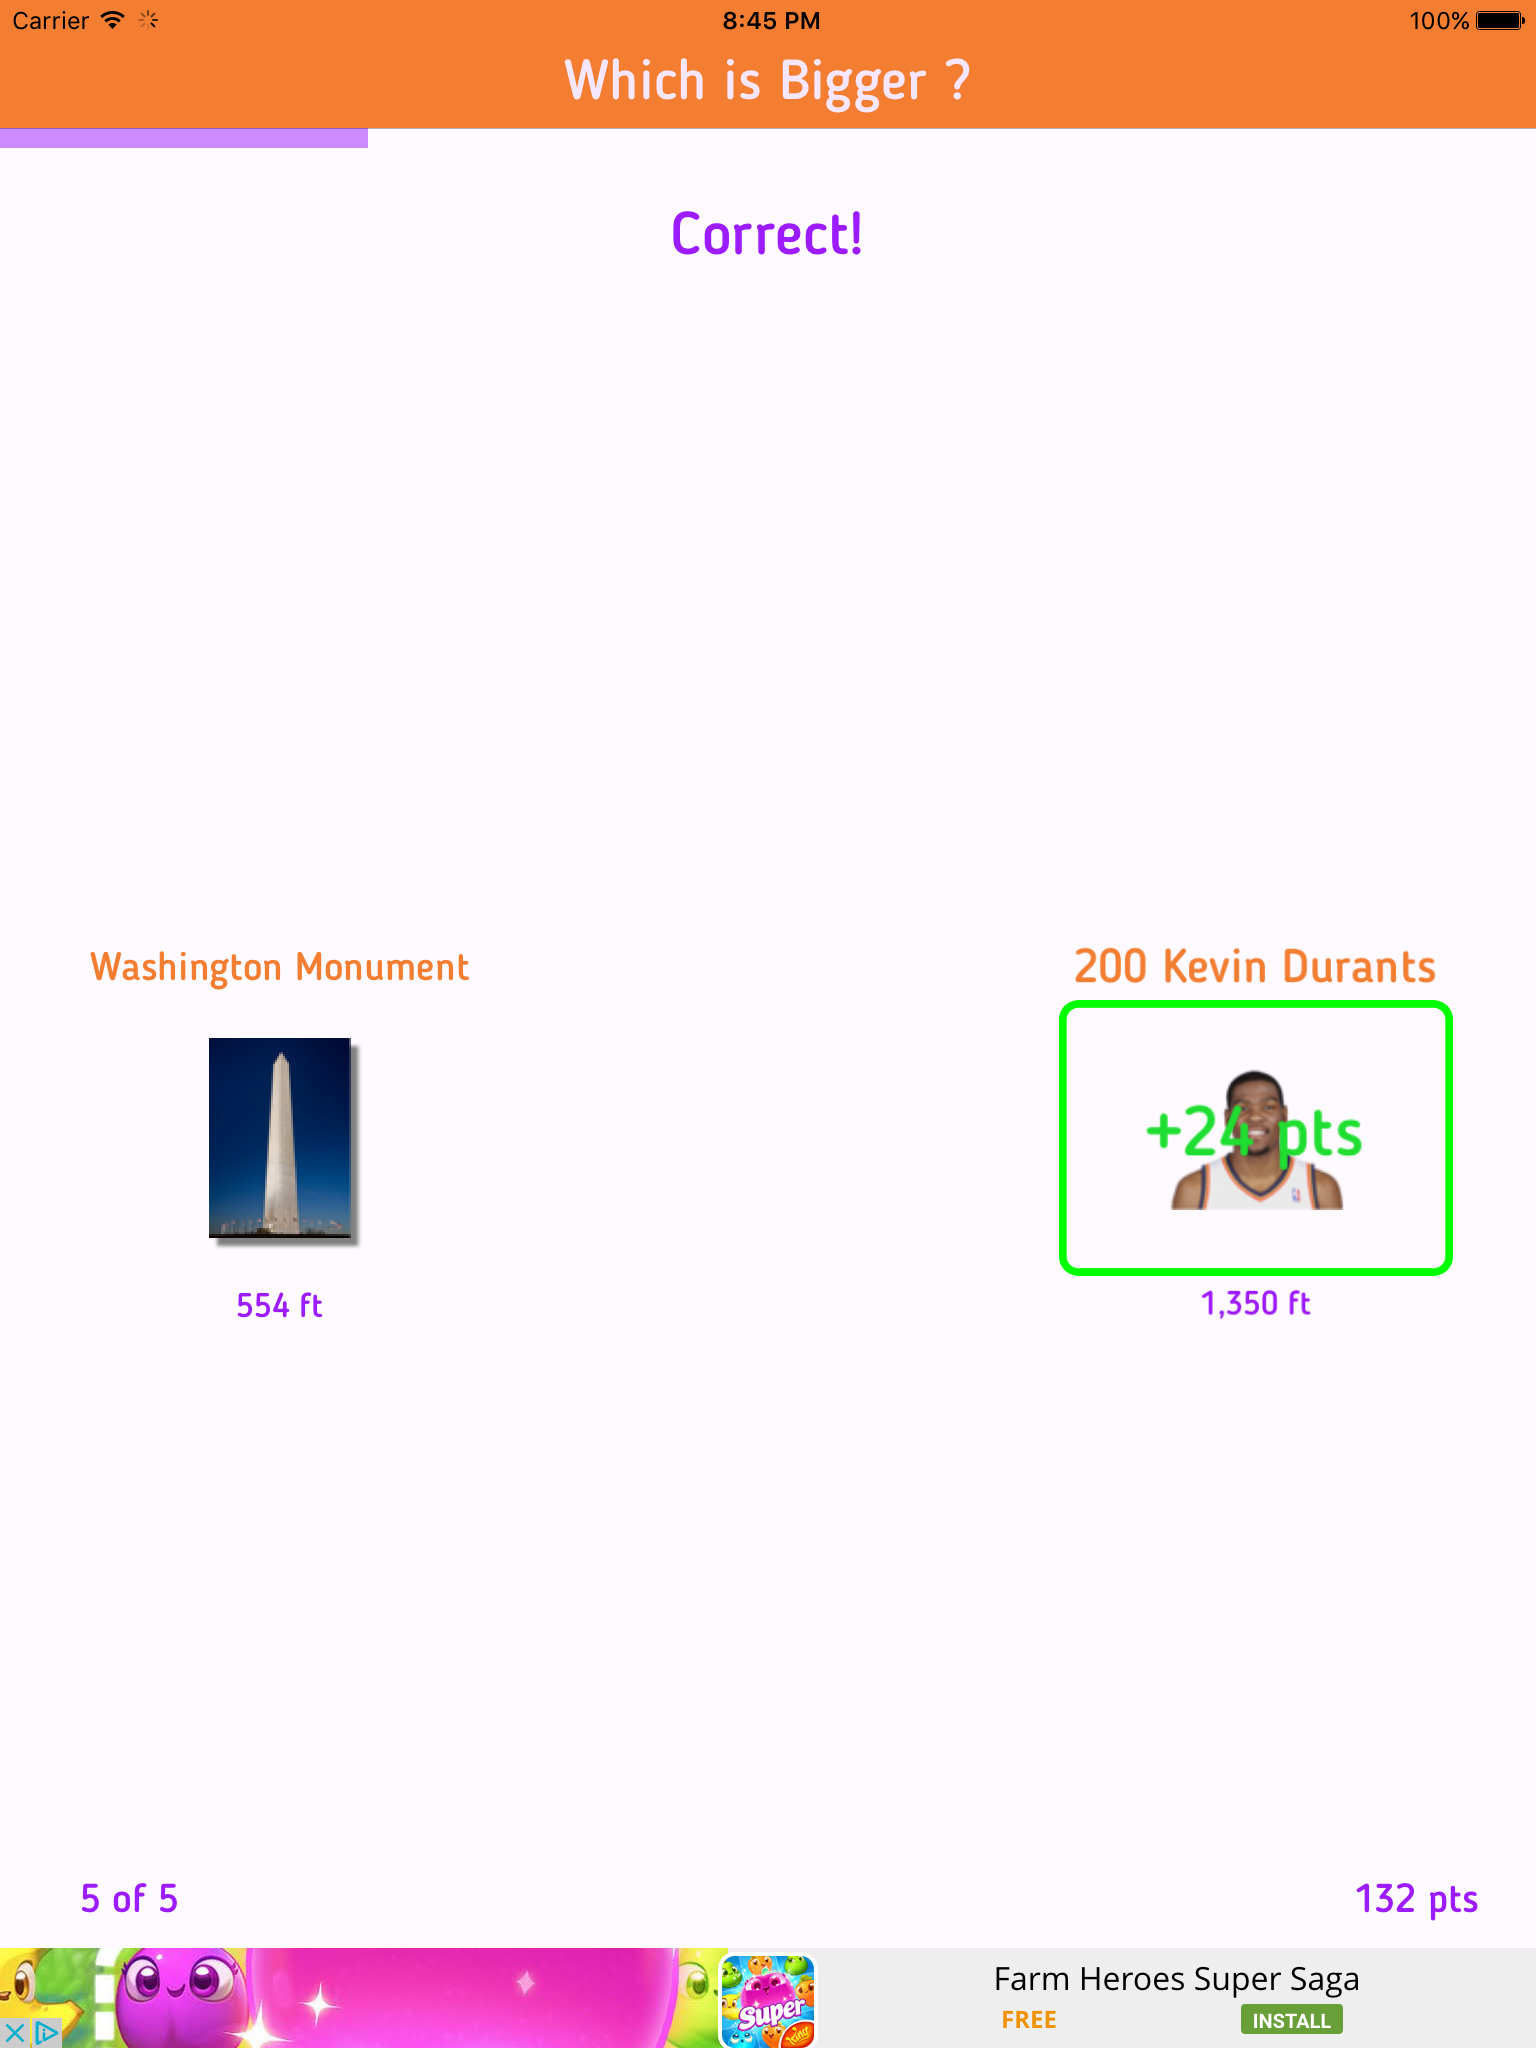 Carrier
8:45 PM
100%
Which is Bigger ?
Correct!
Washington Monument
200 Kevin Durants
+24 pts
554 ft
1,350 ft
5 of 5
132 pts
Super
King
Farm Heroes Super Saga
FREE
INSTALL